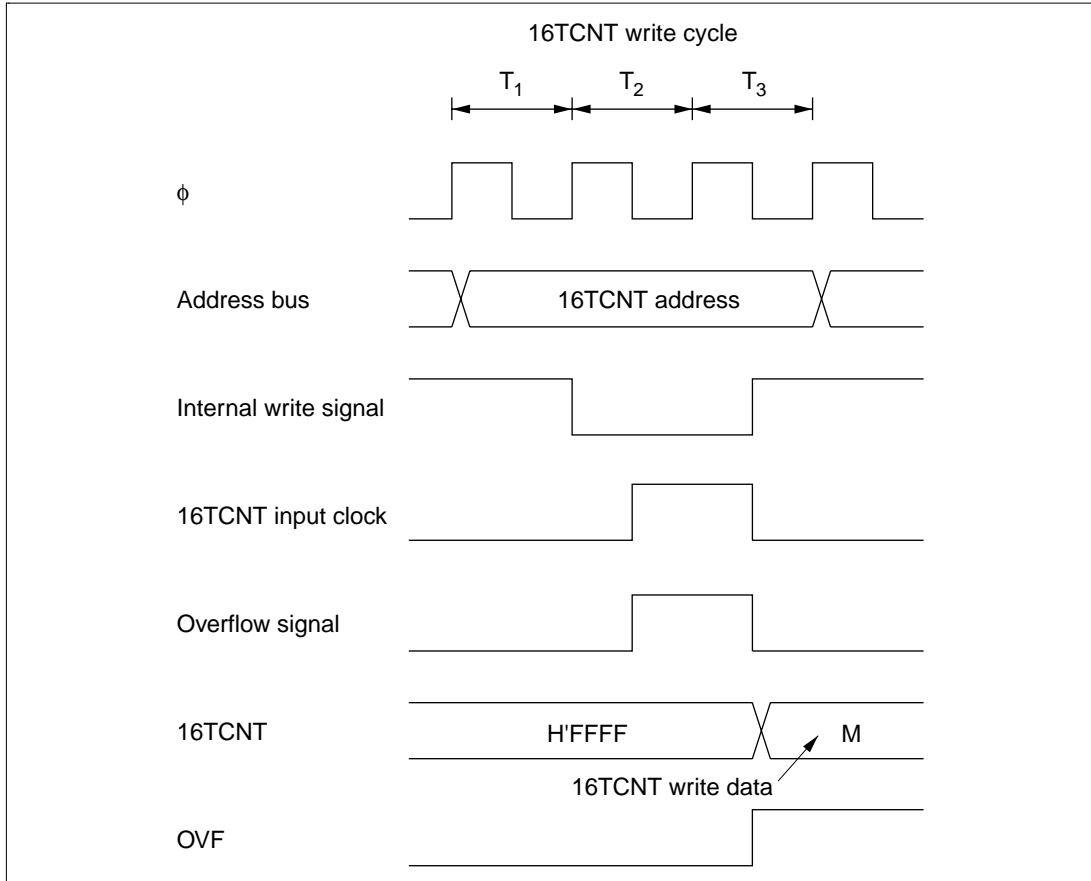 16TCNT write cycle
T1 T2 T3
ϕ
Address bus
16TCNT address
Internal write signal
16TCNT input clock
Overflow signal
16TCNT
H'FFFF
M
16TCNT write data
OVF